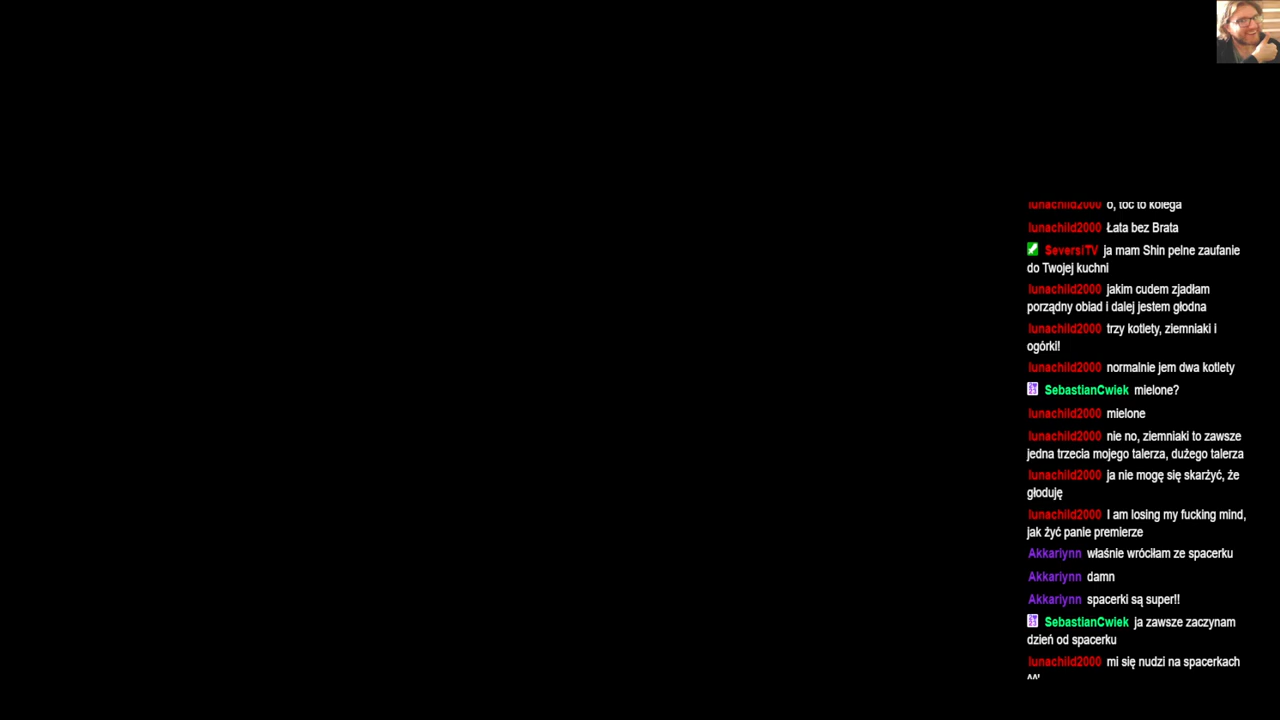 lunachild2000 o, toć to kolega
lunachild2000 Łata bez Brata
SeversiTV ja mam Shin pelne zaufanie
do Twojej kuchni
lunachild2000 jakim cudem zjadłam
porządny obiad i dalej jestem głodna
lunachild2000 trzy kotlety, ziemniaki i
ogórki!
lunachild2000 normalnie jem dwa kotlety
SebastianCwiek mielone?
lunachild2000 mielone
lunachild2000 nie no, ziemniaki to zawsze
jedna trzecia mojego talerza, dużego talerza
lunachild2000 ja nie mogę się skarżyć, że
głoduję
lunachild2000 I am losing my fucking mind,
jak żyć panie premierze
Akkariynn właśnie wróciłam ze spacerku
Akkariynn damn
Akkariynn spacerki są super!!
SebastianCwiek ja zawsze zaczynam
dzień od spacerku
lunachild2000 mi się nudzi na spacerkach